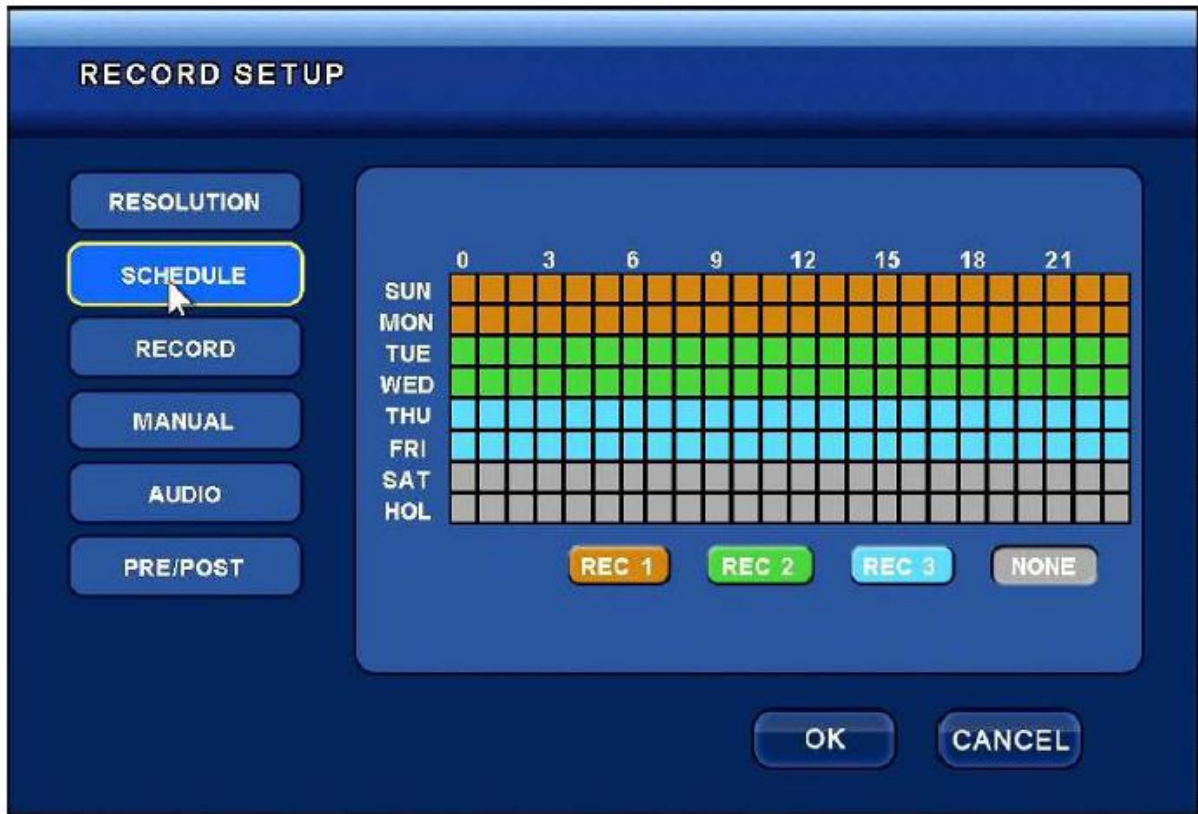 RECORD SETUP
RESOLUTION
SCHEDULE
RECORD
MANUAL
AUDIO
PRE/POST
0 3 6 9 12 15 18 21
SUN
MON
TUE
WED
THU
FRI
SAT
HOL
REC 1 REC 2 REC 3 NONE
OK CANCEL